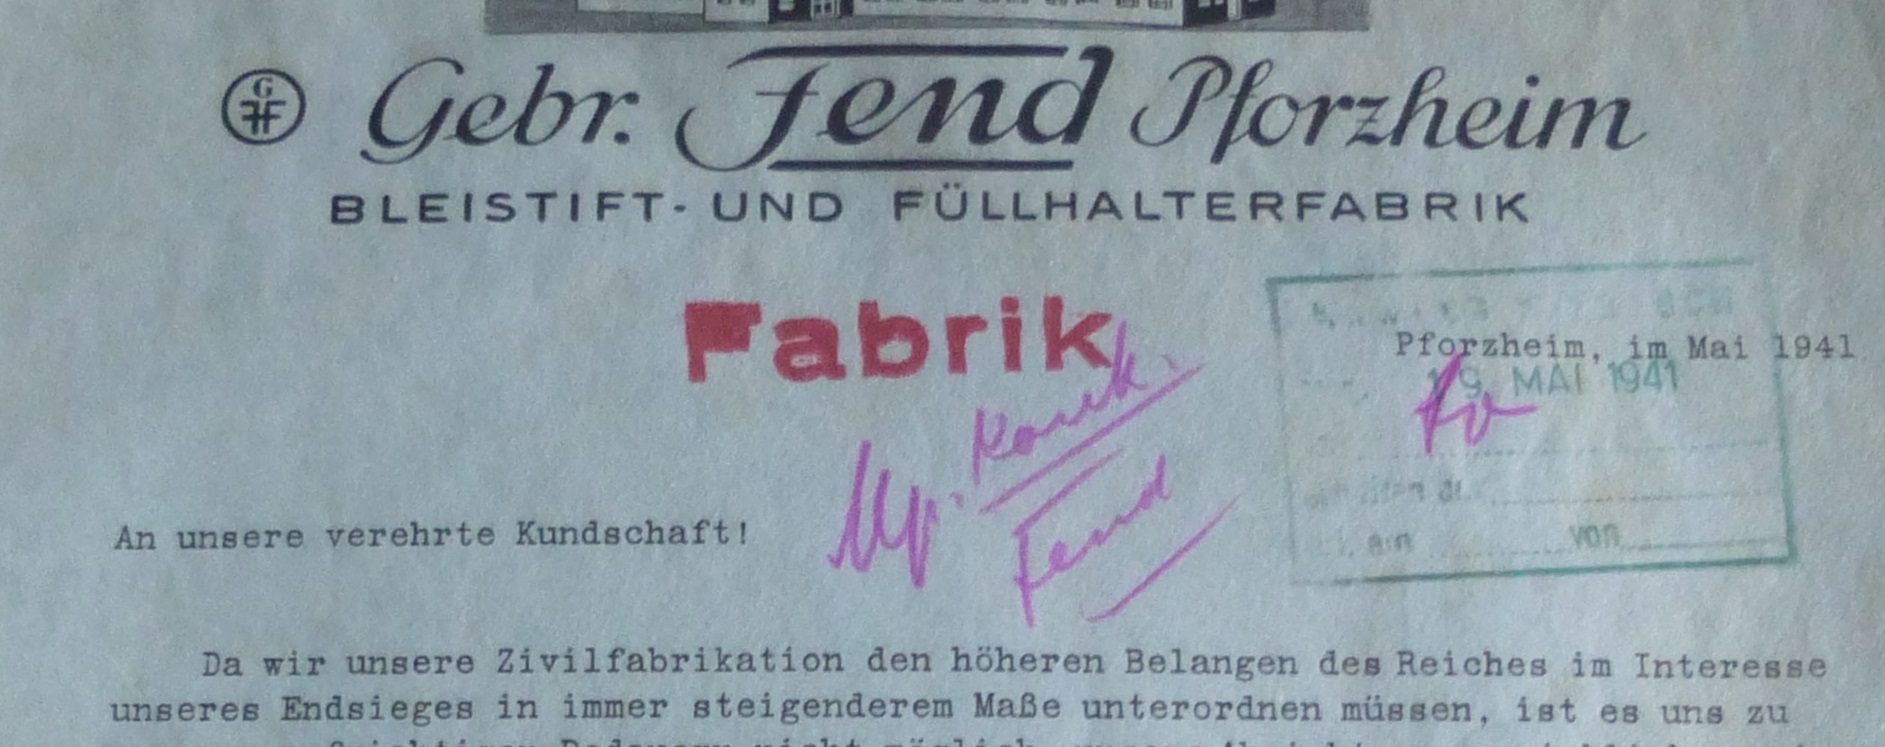 Gebr. Fend Pforzheim
BLEISTIFT- UND FÜLLHALTERFABRIK
Fabrik
Pforzheim, im Mai 1941
19. MAI 1941
Fend
von
An unsere verehrte Kundschaft!
Da wir unsere Zivilfabrikation den höheren Belangen des Reiches im Interesse
unseres Endsieges in immer steigenderem Maße unterordnen müssen, ist es uns zu